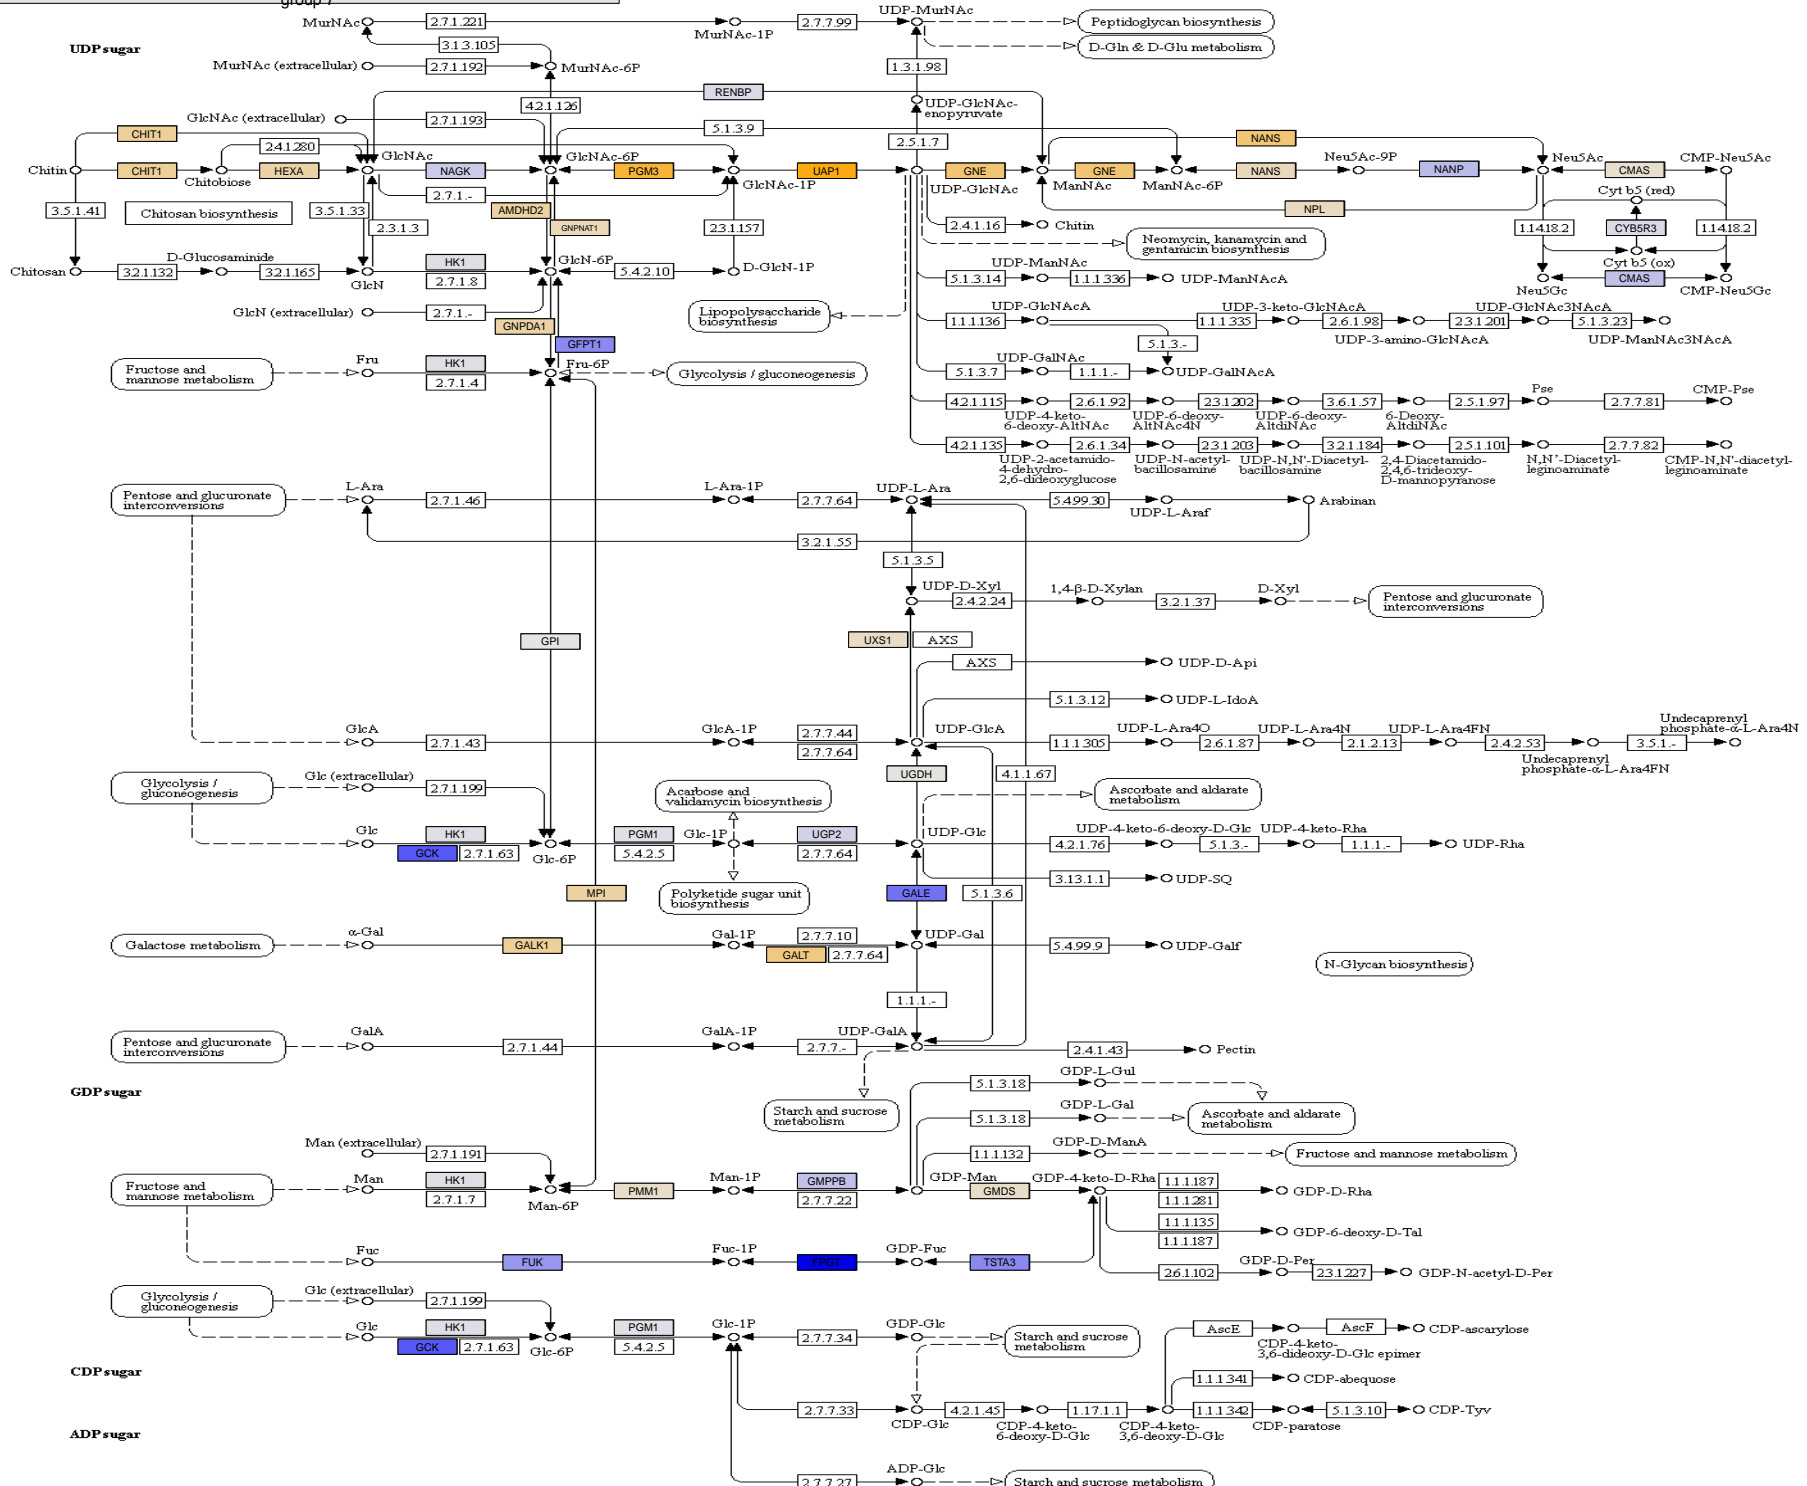 group 7
MurNAc
2.7.1.221
MurNAc-1P
2.7.7.99
UDP-MurNAc
Peptidoglycan biosynthesis
UDP sugar
3.1.3.105
D-Gln & D-Glu metabolism
MurNAc (extracellular)
2.7.1.192
MurNAc-6P
1.3.1.98
RENBP
4.2.1.126
UDP-GlcNAc-
enopyruvate
GlcNAc (extracellular)
2.7.1.193
5.1.3.9
CHIT1
2.4.1.280
2.5.1.7
NANS
GlcNAc
GlcNAc-6P
Neu5Ac-9P
Neu5Ac
CMP-Neu5Ac
Chitin
CHIT1
Chitobiose
HEXA
NAGK
PGM3
GlcNAc-1P
UAP1
UDP-GlcNAc
GNE
ManNAc
GNE
ManNAc-6P
NANS
NANP
CMAS
Cyt b5 (red)
2.7.1.-
3.5.1.41
Chitosan biosynthesis
3.5.1.33
2.3.1.3
AMDHD2
GNPNAT1
2.3.1.157
NPL
2.4.1.16
Chitin
1.14.18.2
CYB5R3
1.14.18.2
Neomycin, kanamycin and
gentamicin biosynthesis
Cyt b5 (ox)
Chitosan
3.2.1.132
D-Glucosaminide
3.2.1.165
GlcN
HK1
2.7.1.8
GlcN-6P
5.4.2.10
D-GlcN-1P
UDP-ManNAc
5.1.3.14
1.1.1.336
UDP-ManNAcA
Neu5Gc
CMAS
CMP-Neu5Gc
GlcN (extracellular)
2.7.1.-
GNPDA1
GFPT1
Lipopolysaccharide
biosynthesis
UDP-GlcNAcA
1.1.1.136
UDP-3-keto-GlcNAcA
1.1.1.335
2.6.1.98
UDP-3-amino-GlcNAcA
UDP-GlcNAc3NAcA
2.3.1.201
5.1.3.23
UDP-ManNAc3NAcA
5.1.3.-
Fructose and
mannose metabolism
Fru
HK1
2.7.1.4
Fru-6P
Glycolysis / gluconeogenesis
UDP-GalNAc
5.1.3.7
1.1.1.-
UDP-GalNAcA
4.2.1.115
UDP-4-keto-
6-deoxy-AltNAc
2.6.1.92
UDP-6-deoxy-
AltNAc4N
2.3.1.202
UDP-6-deoxy-
AltdiNAc
3.6.1.57
6-Deoxy-
AltdiNAc
2.5.1.97
Pse
2.7.7.81
CMP-Pse
4.2.1.135
UDP-2-acetamido-
4-dehydro-
2,6-dideoxyglucose
2.6.1.34
UDP-N-acetyl-
bacillosamine
2.3.1.203
UDP-N,N'-Diacetyl-
bacillosamine
3.2.1.184
2,4-Diacetamido-
2,4,6-trideoxy-
D-mannopyranose
2.5.1.101
N,N'-Diacetyl-
leginoaminate
2.7.7.82
CMP-N,N'-diacetyl-
leginoaminate
Pentose and glucuronate
interconversions
L-Ara
2.7.1.46
L-Ara-1P
2.7.7.64
UDP-L-Ara
5.4.99.30
UDP-L-Araf
Arabinan
3.2.1.55
5.1.3.5
UDP-D-Xyl
2.4.2.24
1,4-β-D-Xylan
3.2.1.37
D-Xyl
Pentose and glucuronate
interconversions
GPI
UXS1
AXS
AXS
UDP-D-Api
5.1.3.12
UDP-L-IdoA
GlcA
2.7.1.43
GlcA-1P
2.7.7.44
2.7.7.64
UDP-GlcA
1.1.1.305
UDP-L-Ara4O
2.6.1.87
UDP-L-Ara4N
2.1.2.13
UDP-L-Ara4FN
2.4.2.53
Undecaprenyl
phosphate-α-L-Ara4FN
3.5.1.-
Undecaprenyl
phosphate-α-L-Ara4N
UGDH
4.1.1.67
Glycolysis /
gluconeogenesis
Glc (extracellular)
2.7.1.199
Acarbose and
validamycin biosynthesis
Ascorbate and aldarate
metabolism
Glc
HK1
GCK
2.7.1.63
Glc-6P
PGM1
5.4.2.5
Glc-1P
UGP2
2.7.7.64
UDP-Glc
4.2.1.76
UDP-4-keto-6-deoxy-D-Glc
5.1.3.-
UDP-4-keto-Rha
1.1.1.-
UDP-Rha
3.13.1.1
UDP-SQ
MPI
Polyketide sugar unit
biosynthesis
GALE
5.1.3.6
Galactose metabolism
α-Gal
GALK1
Gal-1P
2.7.7.10
GALT
2.7.7.64
UDP-Gal
5.4.99.9
UDP-Galf
N-Glycan biosynthesis
1.1.1.-
Pentose and glucuronate
interconversions
GalA
2.7.1.44
GalA-1P
2.7.7.-
UDP-GalA
2.4.1.43
Pectin
GDP sugar
Starch and sucrose
metabolism
5.1.3.18
GDP-L-Gul
5.1.3.18
GDP-L-Gal
Ascorbate and aldarate
metabolism
Man (extracellular)
2.7.1.191
1.1.1.132
GDP-D-ManA
Fructose and mannose metabolism
Fructose and
mannose metabolism
Man
HK1
2.7.1.7
Man-6P
PMM1
Man-1P
GMPPB
2.7.7.22
GDP-Man
GMDS
GDP-4-keto-D-Rha
1.1.1.187
1.1.1.281
GDP-D-Rha
1.1.1.135
1.1.1.187
GDP-6-deoxy-D-Tal
Fuc
FUK
Fuc-1P
FPGT
GDP-Fuc
TSTA3
2.6.1.102
GDP-D-Per
2.3.1.227
GDP-N-acetyl-D-Per
Glycolysis /
gluconeogenesis
Glc (extracellular)
2.7.1.199
Glc
HK1
GCK
2.7.1.63
Glc-6P
PGM1
5.4.2.5
Glc-1P
2.7.7.34
GDP-Glc
Starch and sucrose
metabolism
AscE
CDP-4-keto-
3,6-dideoxy-D-Glc epimer
AscF
CDP-ascarylose
CDP sugar
1.1.1.341
CDP-abequose
2.7.7.33
CDP-Glc
4.2.1.45
CDP-4-keto-
6-deoxy-D-Glc
1.17.1.1
CDP-4-keto-
3,6-deoxy-D-Glc
1.1.1.342
CDP-paratose
5.1.3.10
CDP-Tyv
ADP sugar
2.7.7.27
ADP-Glc
Starch and sucrose metabolism